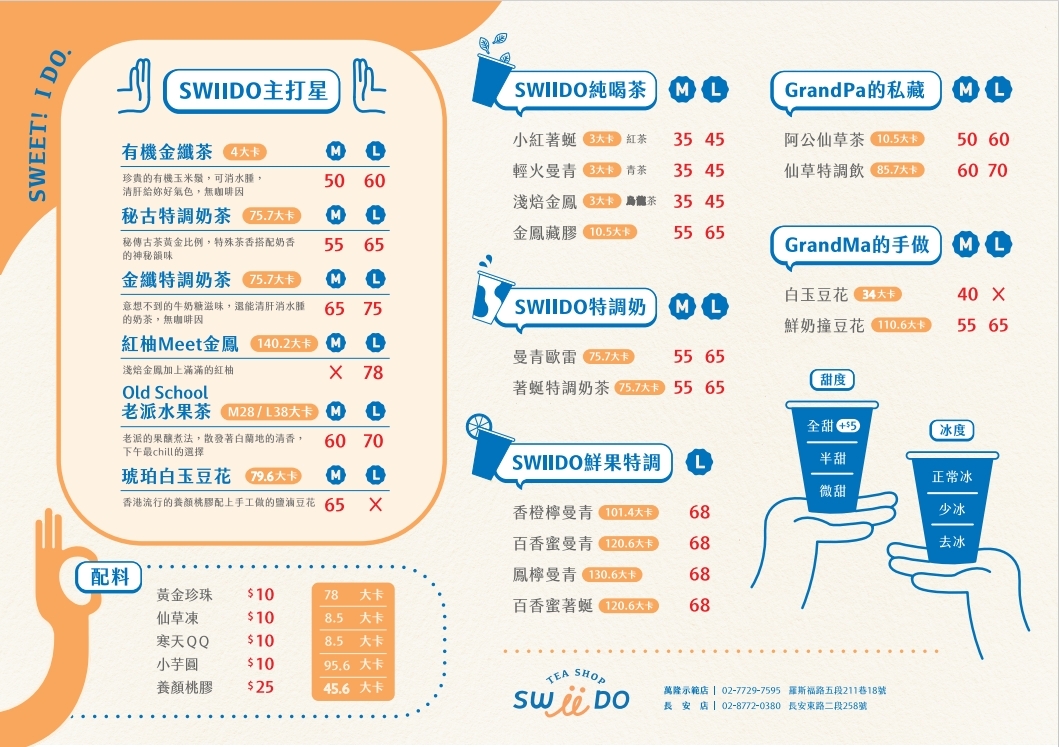 SWEET! I DO.
SWIIDO主打星
有機金纖茶 4大卡 M L
珍貴的有機玉米鬚,可消水腫,
清肝給妳好氣色,無咖啡因
50 60
秘古特調奶茶 75.7大卡 M L
秘傳古茶黃金比例,特殊茶香搭配奶香
的神秘韻味
55 65
金纖特調奶茶 75.7大卡 M L
意想不到的牛奶糖滋味,還能清肝消水腫
的奶茶,無咖啡因
65 75
紅柚Meet金鳳 140.2大卡 M L
淺焙金鳳加上滿滿的紅柚 X 78
Old School
老派水果茶 M28 / L38大卡 M L
老派的果釀煮法,散發著白蘭地的清香,
下午最chill的選擇
60 70
琥珀白玉豆花 79.6大卡 M L
香港流行的養顏桃膠配上手工做的鹽滷豆花 65 X
配料
黃金珍珠 $10 78 大卡
仙草凍 $10 8.5 大卡
寒天QQ $10 8.5 大卡
小芋圓 $10 95.6 大卡
養顏桃膠 $25 45.6 大卡
SWIIDO純喝茶 M L
小紅著蜒 3大卡 紅茶 35 45
輕火曼青 3大卡 青茶 35 45
淺焙金鳳 3大卡 烏龍茶 35 45
金鳳藏膠 10.5大卡 55 65
SWIIDO特調奶 M L
曼青歐雷 75.7大卡 55 65
著蜒特調奶茶 75.7大卡 55 65
SWIIDO鮮果特調 L
香橙檸曼青 101.4大卡 68
百香蜜曼青 120.6大卡 68
鳳檸曼青 130.6大卡 68
百香蜜著蜒 120.6大卡 68
GrandPa的私藏 M L
阿公仙草茶 10.5大卡 50 60
仙草特調飲 85.7大卡 60 70
GrandMa的手做 M L
白玉豆花 34大卡 40 X
鮮奶撞豆花 110.6大卡 55 65
甜度
全甜 +$5
半甜
微甜
冰度
正常冰
少冰
去冰
TEA SHOP
SWiiDO
萬隆示範店 | 02-7729-7595 羅斯福路五段211巷18號
長 安 店 | 02-8772-0380 長安東路二段258號